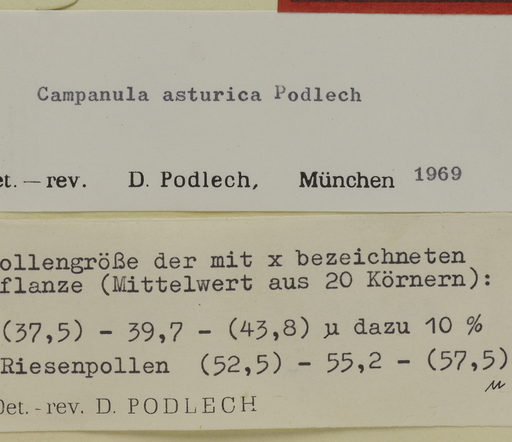 Campanula asturica Podlech
et. — rev. D. Podlech, München 1969
ollengröße der mit x bezeichneten
flanze (Mittelwert aus 20 Körnern):
(37,5) - 39,7 - (43,8) µ dazu 10 %
Riesenpollen (52,5) - 55,2 - (57,5)
µ
Det. - rev. D. PODLECH